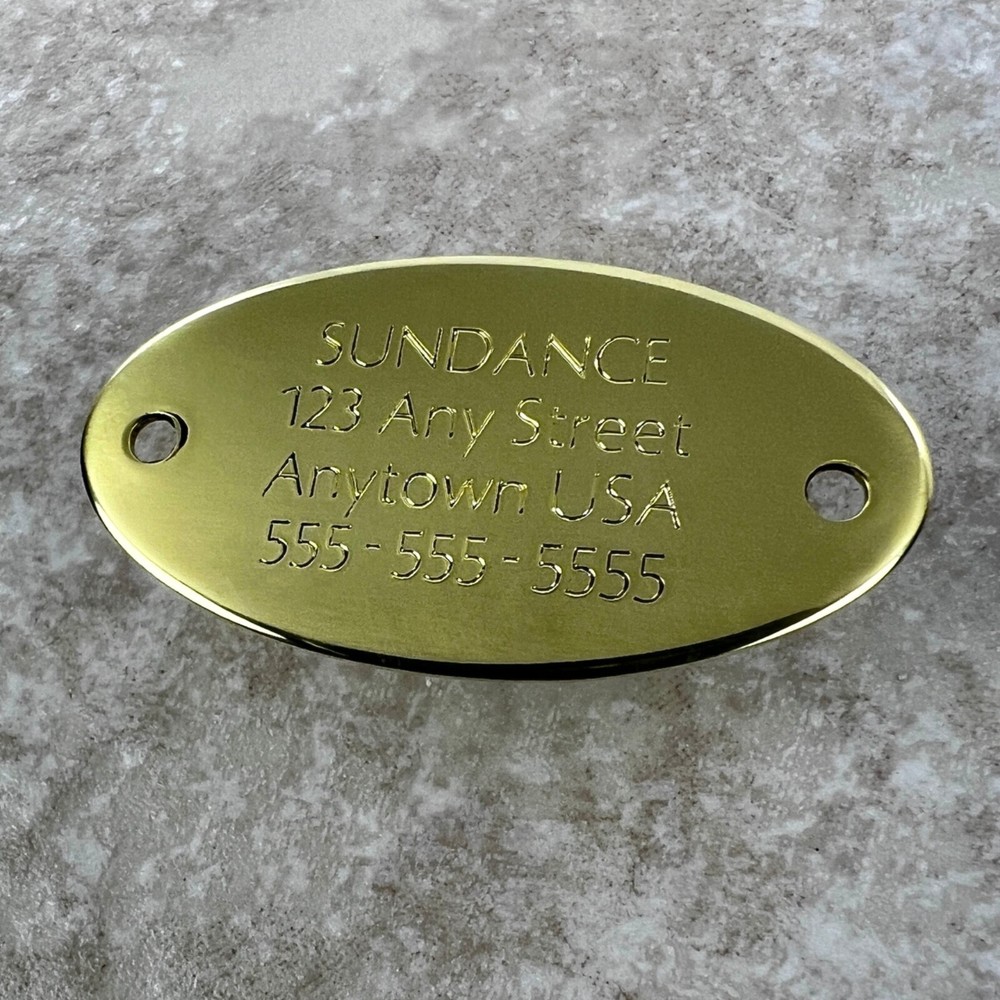 SUNDANCE
123 Any Street
Anytown USA
555 - 555 - 5555